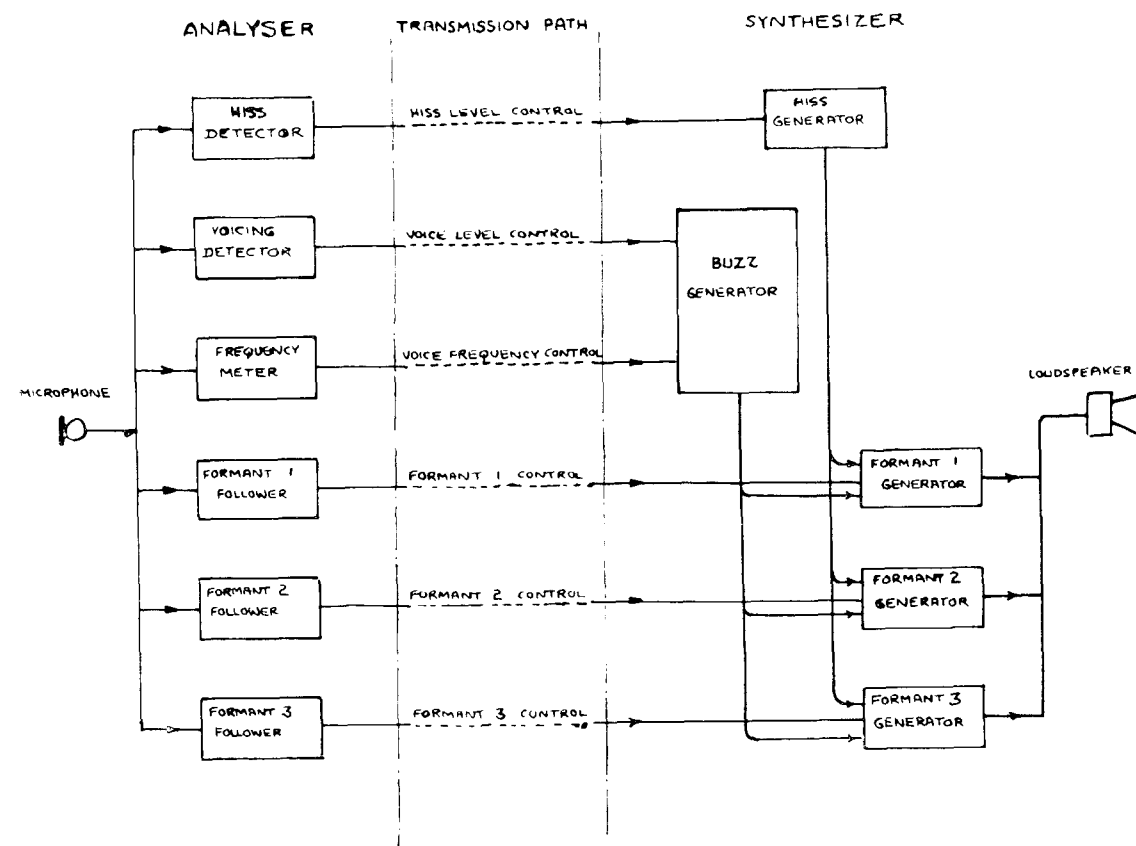 ANALYSER
TRANSMISSION PATH
SYNTHESIZER
HISS
DETECTOR
HISS LEVEL CONTROL
HISS
GENERATOR
VOICING
DETECTOR
VOICE LEVEL CONTROL
BUZZ
GENERATOR
FREQUENCY
METER
VOICE FREQUENCY CONTROL
MICROPHONE
LOUDSPEAKER
FORMANT 1
FOLLOWER
FORMANT 1 CONTROL
FORMANT 1
GENERATOR
FORMANT 2
FOLLOWER
FORMANT 2 CONTROL
FORMANT 2
GENERATOR
FORMANT 3
FOLLOWER
FORMANT 3 CONTROL
FORMANT 3
GENERATOR